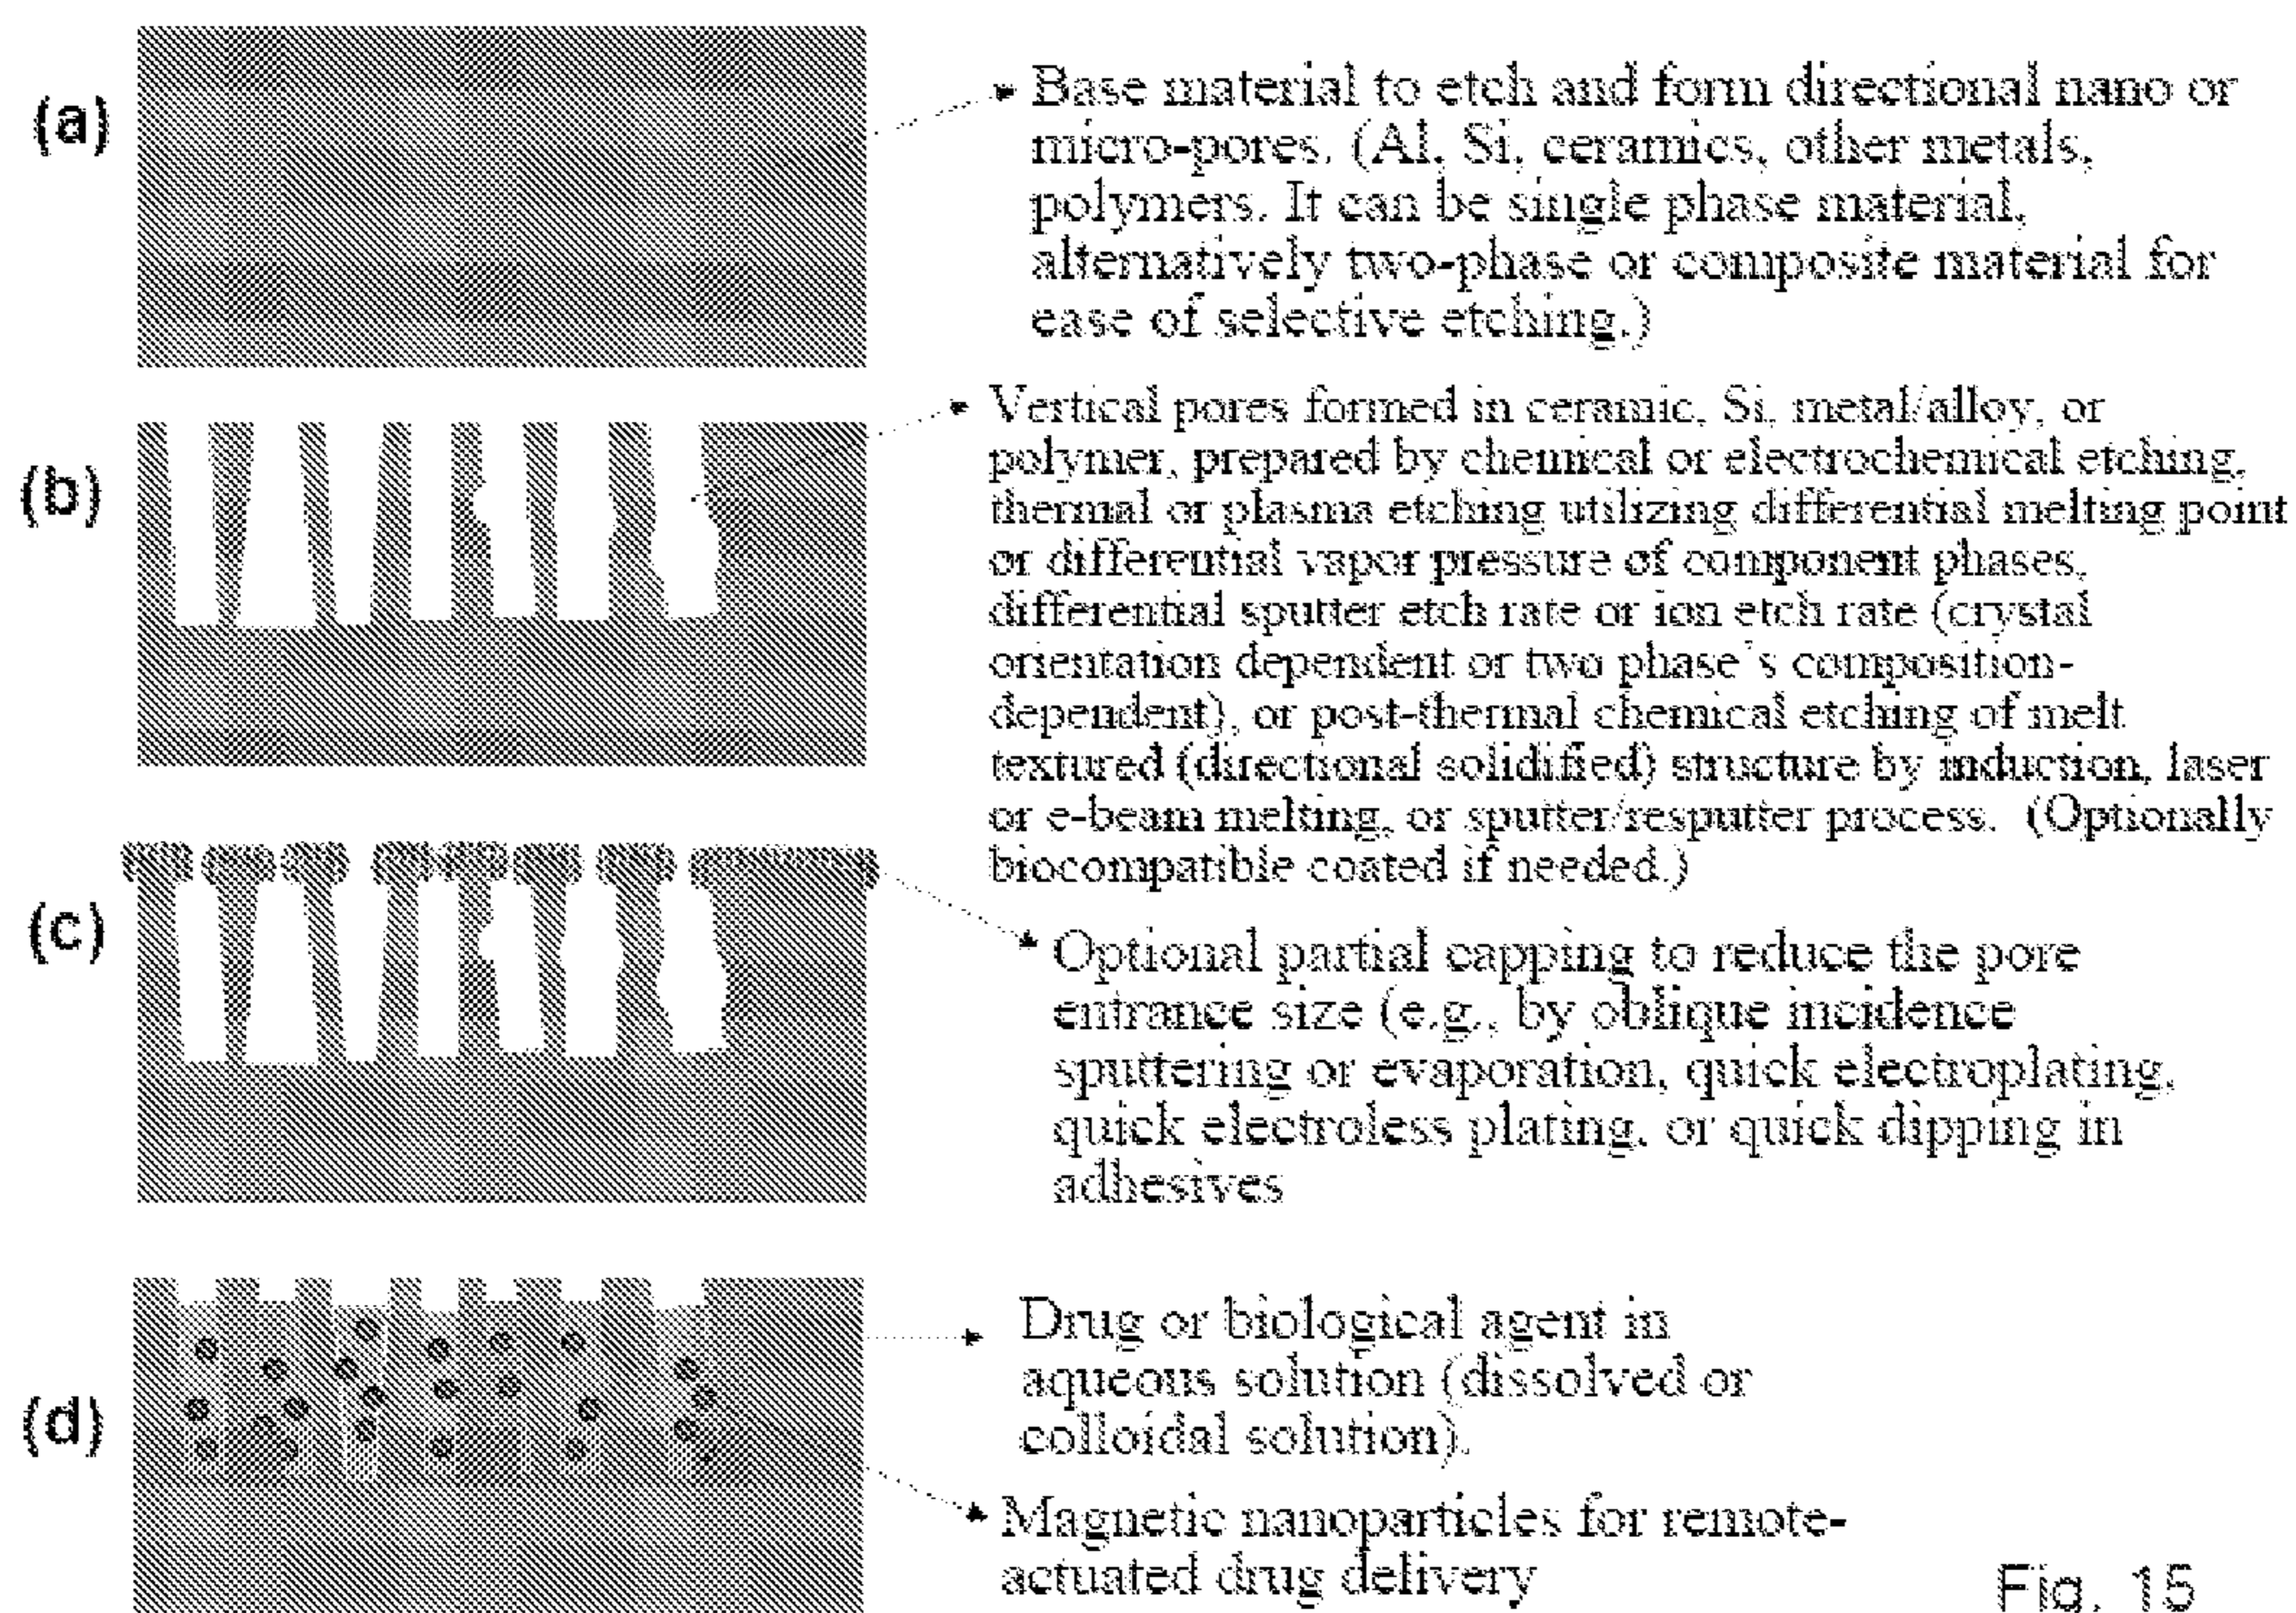 (a)
Base material to etch and form directional nano or
micro-pores. (Al, Si, ceramics, other metals,
polymers. It can be single phase material,
alternatively two-phase or composite material for
ease of selective etching.)
(b)
Vertical pores formed in ceramic, Si, metal/alloy, or
polymer, prepared by chemical or electrochemical etching,
thermal or plasma etching utilizing differential melting point
or differential vapor pressure of component phases,
differential sputter etch rate or ion etch rate (crystal
orientation dependent or two phase's composition-
dependent), or post-thermal chemical etching of melt
textured (directional solidified) structure by induction, laser
or e-beam melting, or sputter/resputter process. (Optionally
biocompatible coated if needed.)
(c)
Optional partial capping to reduce the pore
entrance size (e.g., by oblique incidence
sputtering or evaporation, quick electroplating,
quick electroless plating, or quick dipping in
adhesives
(d)
Drug or biological agent in
aqueous solution (dissolved or
colloidal solution).
Magnetic nanoparticles for remote-
actuated drug delivery
Fig. 15